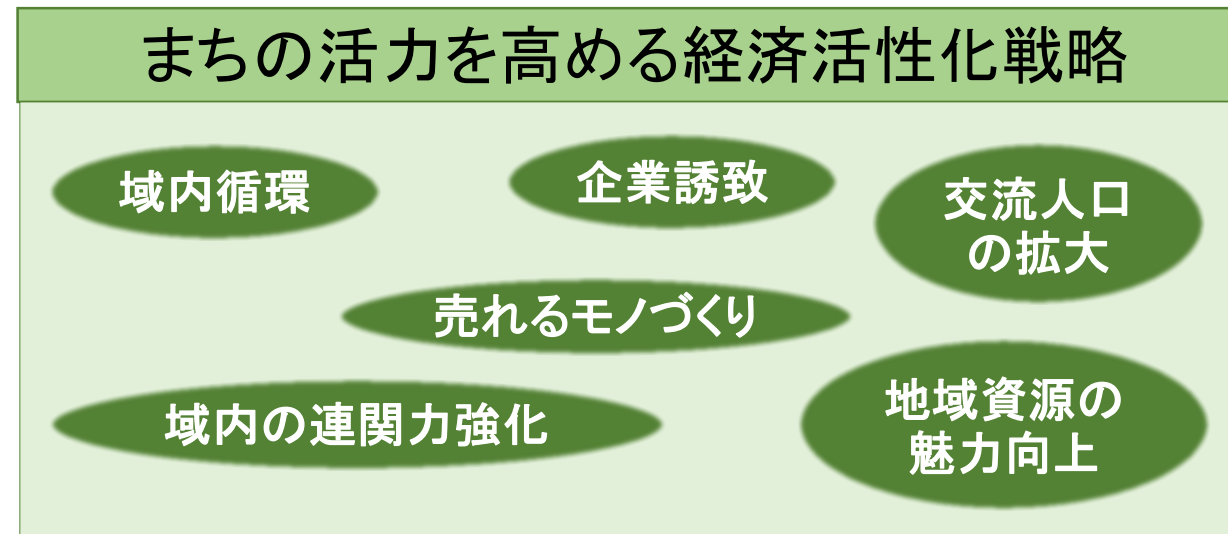 まちの活力を高める経済活性化戦略
域内循環
企業誘致
交流人口
の拡大
売れるモノづくり
域内の連関力強化
地域資源の
魅力向上